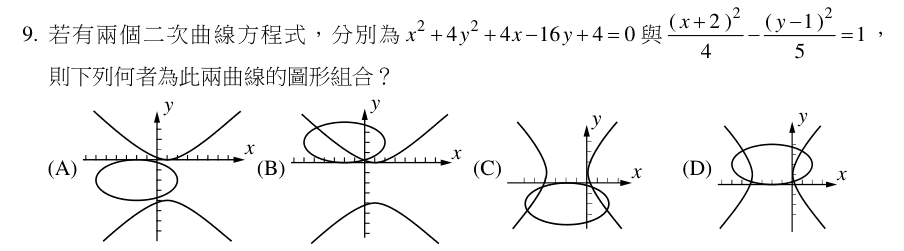 9. 若有兩個二次曲線方程式，分別為 x²+4y²+4x−16y+4=0 與 (x+2)²/4 − (y−1)²/5 = 1，
則下列何者為此兩曲線的圖形組合？
(A) y x (B) y x (C) y x (D) y x